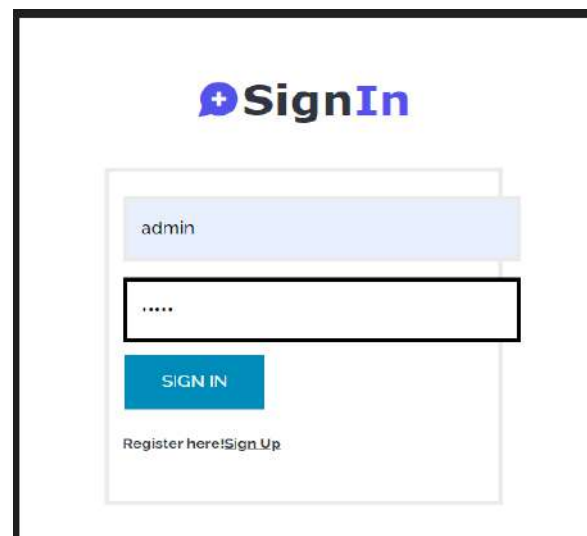 SignIn
admin
.....
SIGN IN
Register here!Sign Up